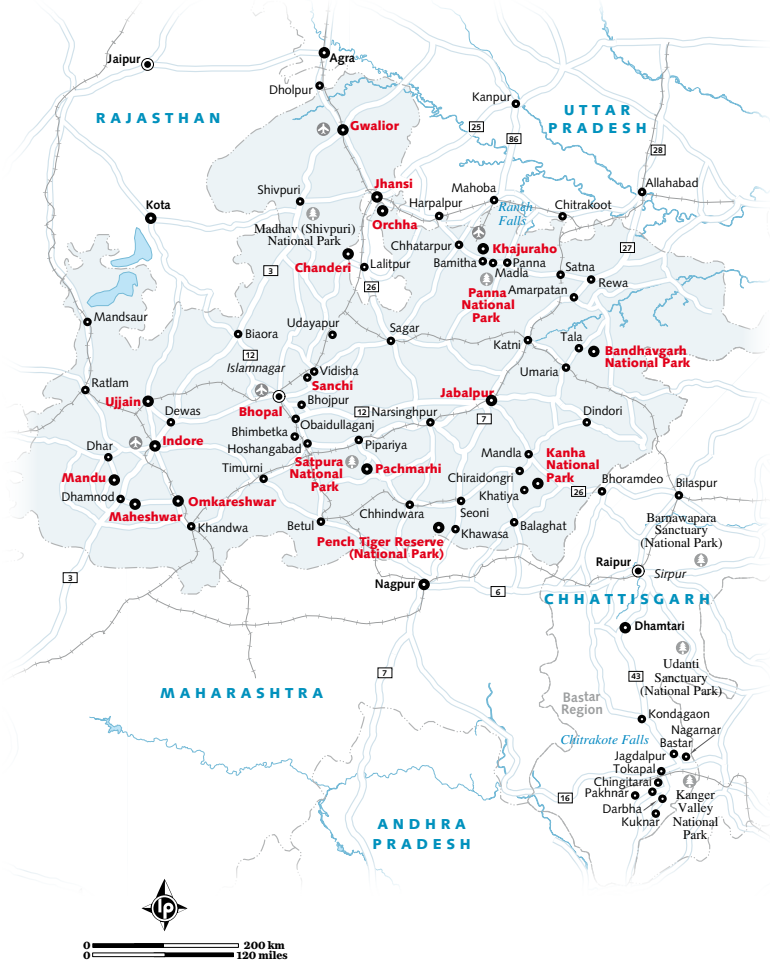 Jaipur
Agra
Dholpur
RAJASTHAN
Kanpur
UTTAR
PRADESH
Gwalior
25
86
28
Shivpuri
Jhansi
Mahoba
Allahabad
Kota
Orchha
Harpalpur
Raneh
Falls
Chitrakoot
Madhav (Shivpuri)
National Park
Chhatarpur
Khajuraho
27
Chanderi
Lalitpur
Bamitha
Panna
Madla
Satna
3
26
Panna
National
Park
Amarpatan
Rewa
Mandsaur
Biaora
Udayapur
Sagar
Katni
Tala
Bandhavgarh
National Park
12
Islamnagar
Vidisha
Sanchi
Umaria
Ratlam
Ujjain
Bhopal
Bhojpur
Jabalpur
Dewas
Obaidullaganj
12
Narsinghpur
7
Dindori
Bhimbetka
Hoshangabad
Pipariya
Indore
Dhar
Mandu
Timurni
Satpura
National
Park
Pachmarhi
Mandla
Kanha
National
Park
Chiraidongri
Khatiya
26
Bhoramdeo
Bilaspur
Dhamnod
Maheshwar
Omkareshwar
Khandwa
Betul
Chhindwara
Seoni
Pench Tiger Reserve
(National Park)
Khawasa
Balaghat
Barnawapara
Sanctuary
(National Park)
3
Nagpur
6
Raipur
Sirpur
CHHATTISGARH
Dhamtari
Udanti
Sanctuary
(National Park)
7
43
MAHARASHTRA
Bastar
Region
Kondagaon
Nagarnar
Chitrakote Falls
Bastar
Jagdalpur
Tokapal
Chingitarai
Pakhnar
Darbha
Kuknar
Kanger
Valley
National
Park
16
ANDHRA
PRADESH
lp
0 200 km
0 120 miles